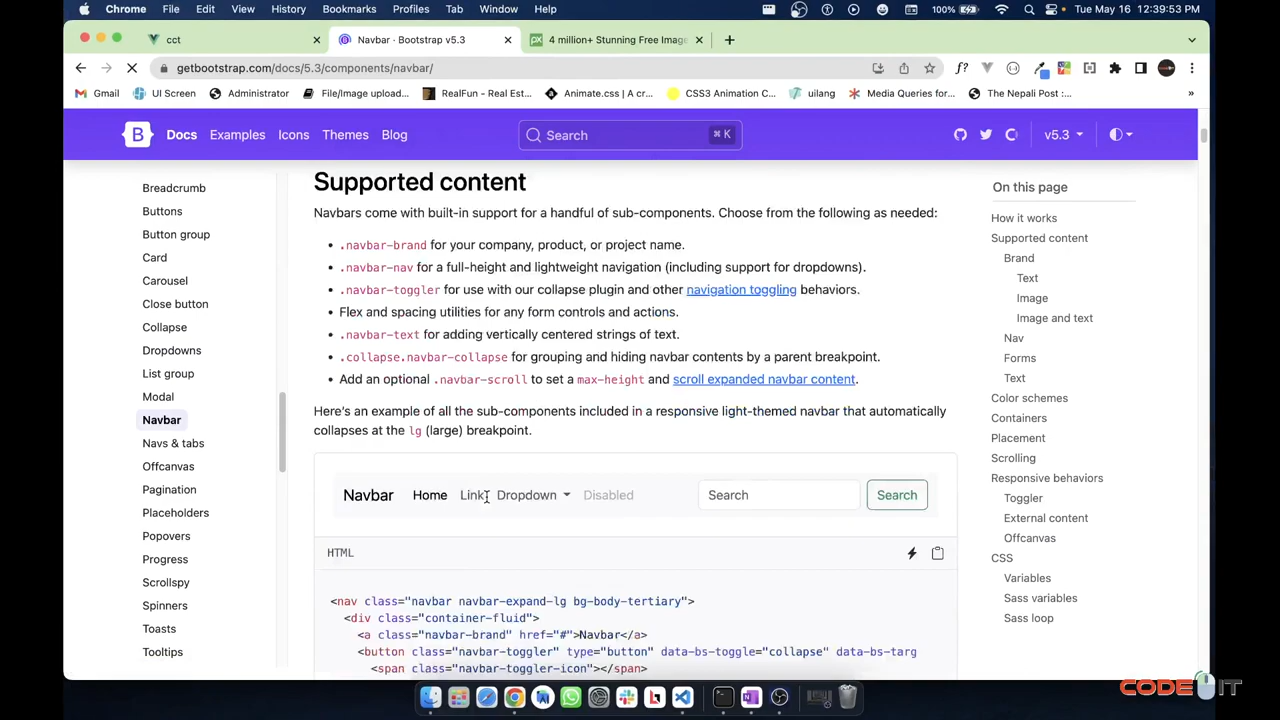 Chrome File Edit View History Bookmarks Profiles Tab Window Help 100% Tue May 16 12:39:53 PM
cct Navbar · Bootstrap v5.3 4 million+ Stunning Free Image
getbootstrap.com/docs/5.3/components/navbar/
Gmail UI Screen Administrator File/Image upload... RealFun - Real Est... Animate.css | A cr... CSS3 Animation C... uilang Media Queries for... The Nepali Post :... »
B Docs Examples Icons Themes Blog Search ⌘ K v5.3
Breadcrumb
Buttons
Button group
Card
Carousel
Close button
Collapse
Dropdowns
List group
Modal
Navbar
Navs & tabs
Offcanvas
Pagination
Placeholders
Popovers
Progress
Scrollspy
Spinners
Toasts
Tooltips
Supported content
Navbars come with built-in support for a handful of sub-components. Choose from the following as needed:
• .navbar-brand for your company, product, or project name.
• .navbar-nav for a full-height and lightweight navigation (including support for dropdowns).
• .navbar-toggler for use with our collapse plugin and other navigation toggling behaviors.
• Flex and spacing utilities for any form controls and actions.
• .navbar-text for adding vertically centered strings of text.
• .collapse.navbar-collapse for grouping and hiding navbar contents by a parent breakpoint.
• Add an optional .navbar-scroll to set a max-height and scroll expanded navbar content.
Here's an example of all the sub-components included in a responsive light-themed navbar that automatically
collapses at the lg (large) breakpoint.
Navbar Home Link Dropdown Disabled Search Search
HTML
<nav class="navbar navbar-expand-lg bg-body-tertiary">
<div class="container-fluid">
<a class="navbar-brand" href="#">Navbar</a>
<button class="navbar-toggler" type="button" data-bs-toggle="collapse" data-bs-targ
<span class="navbar-toggler-icon"></span>
On this page
How it works
Supported content
Brand
Text
Image
Image and text
Nav
Forms
Text
Color schemes
Containers
Placement
Scrolling
Responsive behaviors
Toggler
External content
Offcanvas
CSS
Variables
Sass variables
Sass loop
CODE IT